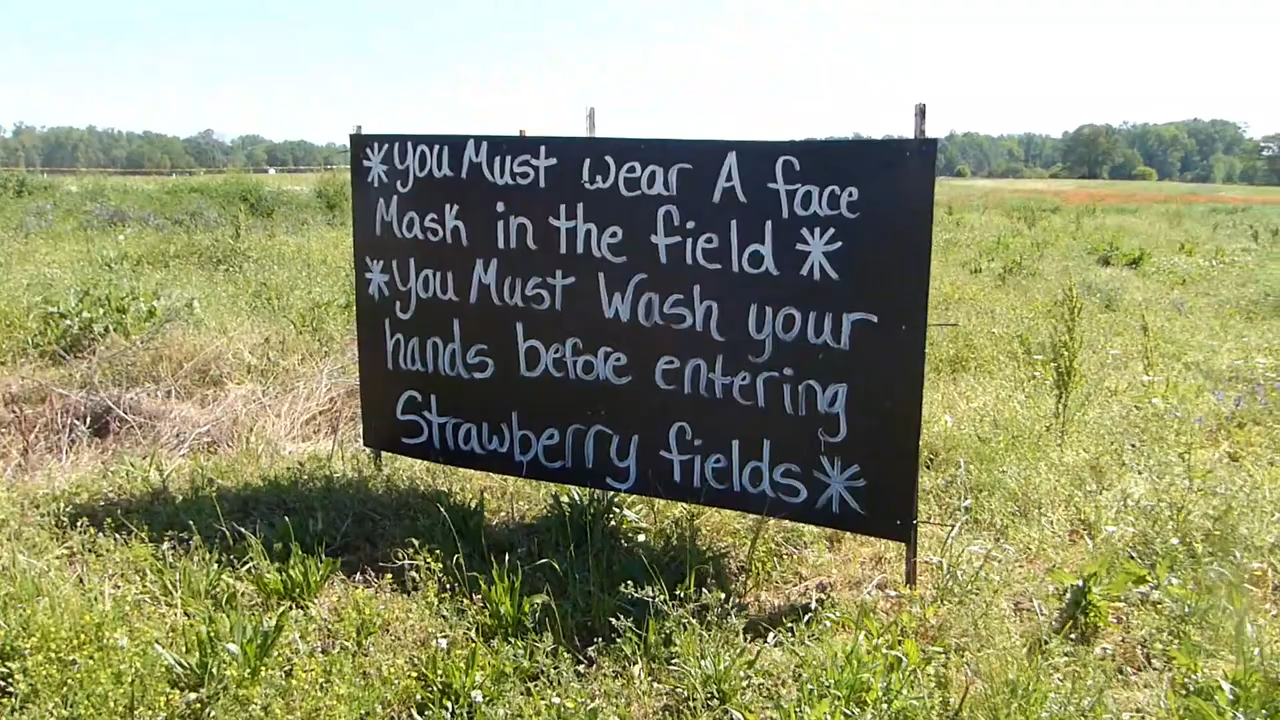 *you Must wear A face
Mask in the field *
*You Must Wash your
hands before entering
Strawberry fields *